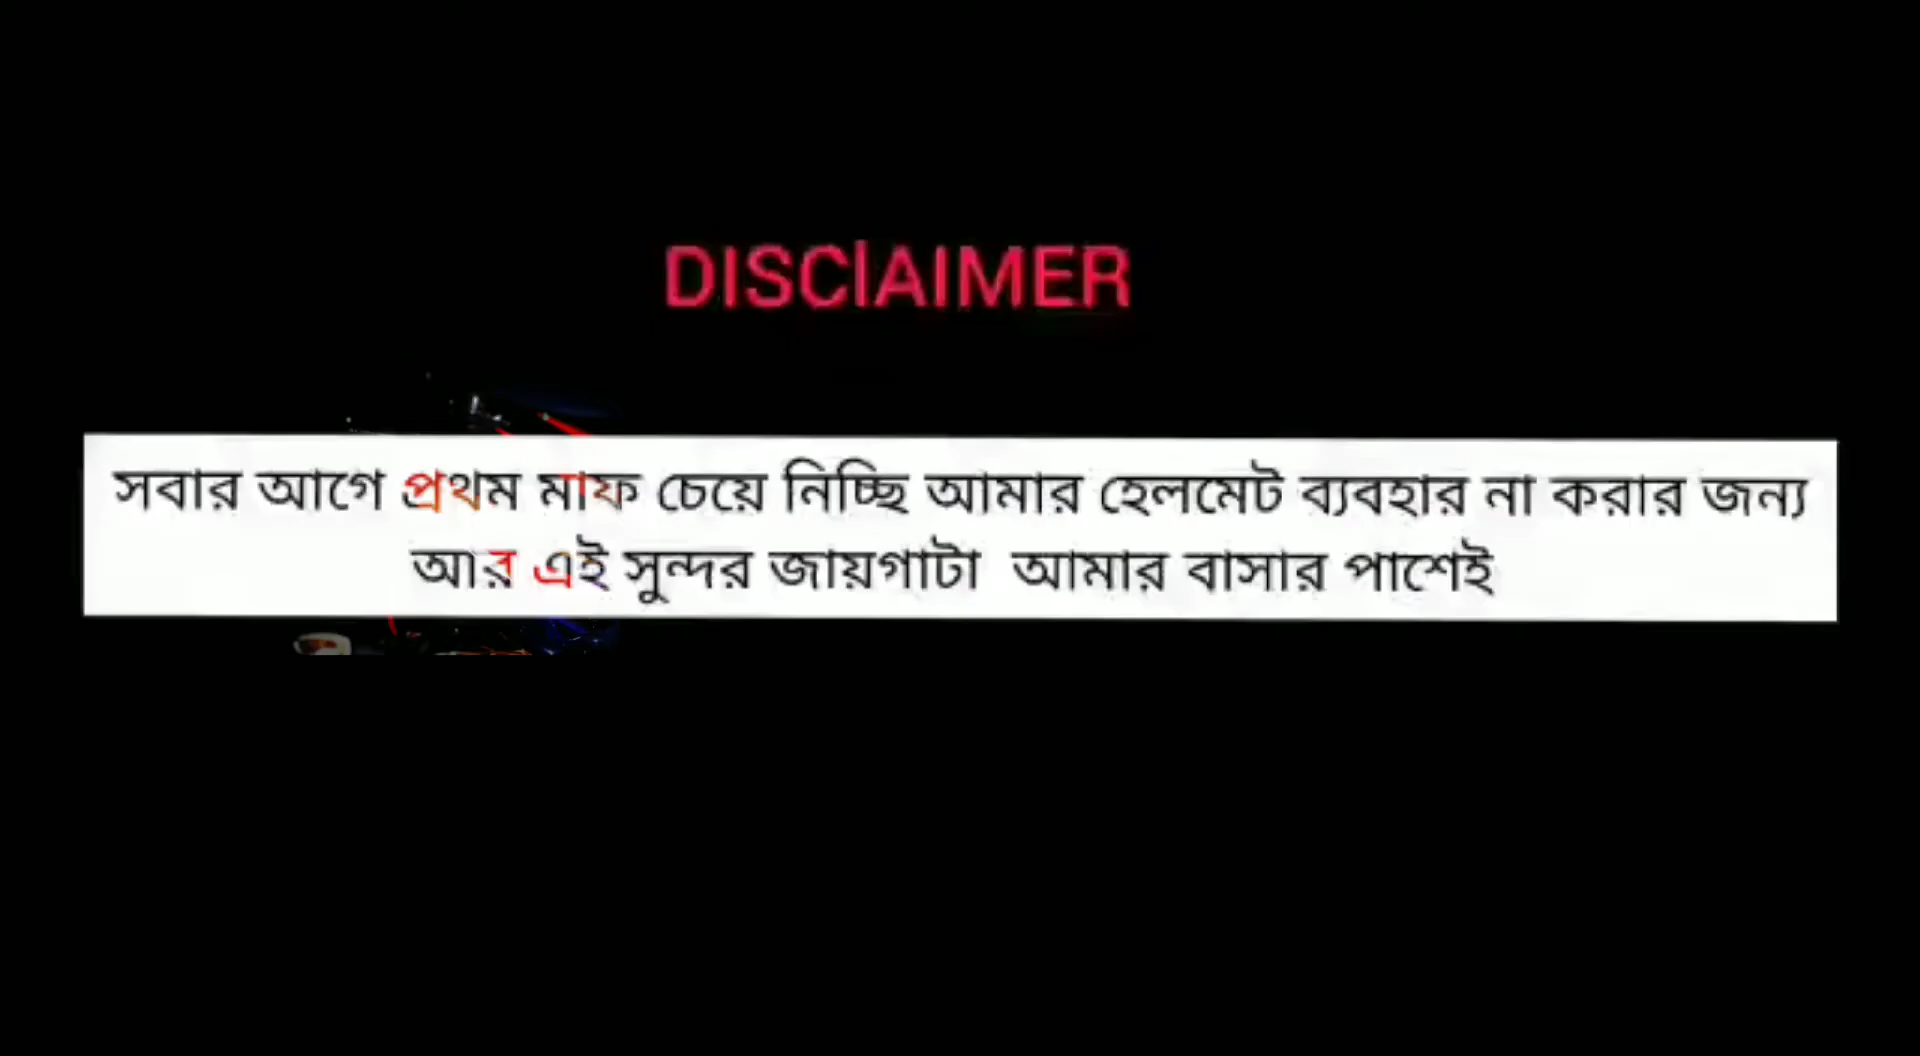 DISClAIMER
সবার আগে প্রথম মাফ চেয়ে নিচ্ছি আমার হেলমেট ব্যবহার না করার জন্য
আর এই সুন্দর জায়গাটা আমার বাসার পাশেই